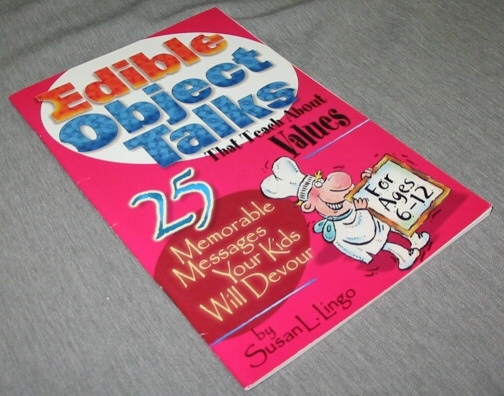 Edible
Object
Talks
That Teach About
Values
25
Memorable
Messages
Your Kids
Will Devour
For
Ages
6-12
by
Susan L. Lingo